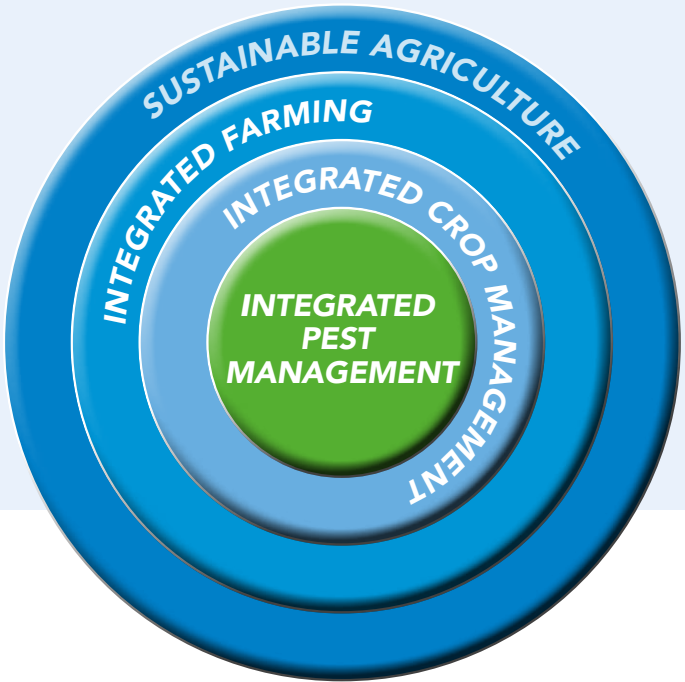 SUSTAINABLE AGRICULTURE
INTEGRATED FARMING
INTEGRATED CROP MANAGEMENT
INTEGRATED
PEST
MANAGEMENT